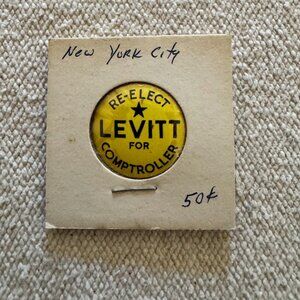 New York City
RE-ELECT
LEVITT
FOR
COMPTROLLER
50¢